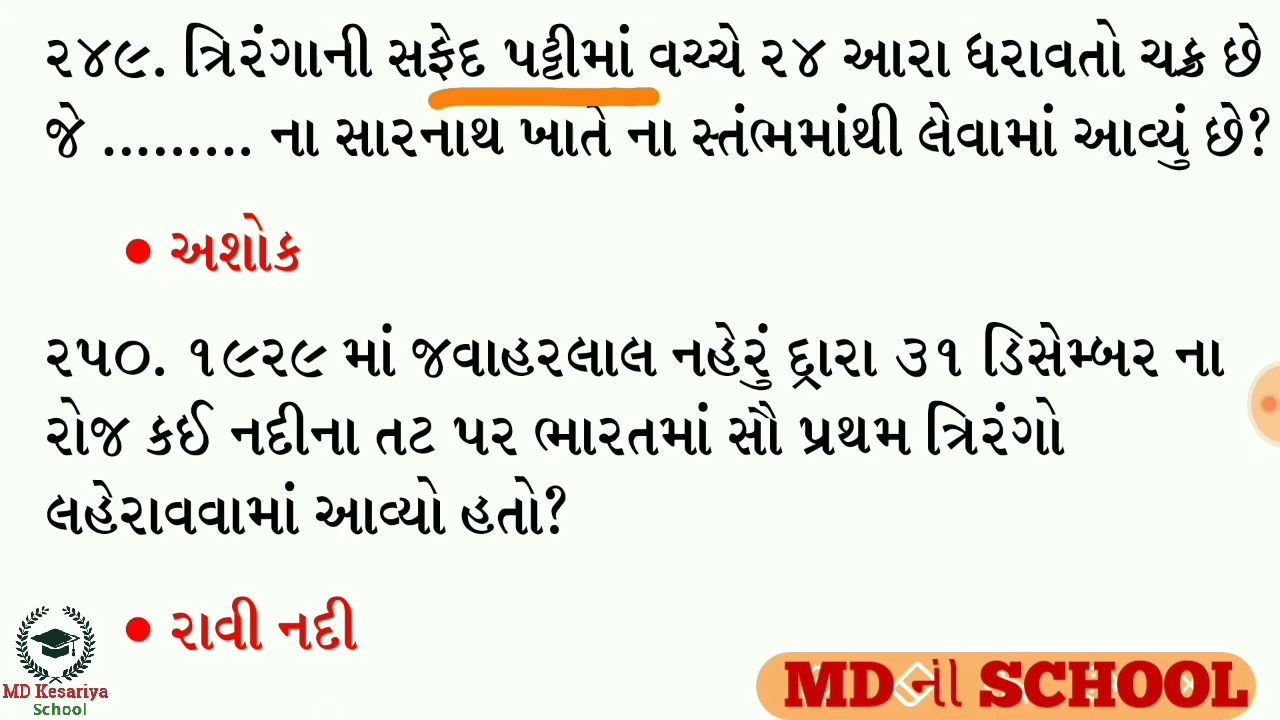 ૨૪૯. ત્રિરંગાની સફેદ પટ્ટીમાં વચ્ચે ૨૪ આરા ધરાવતો ચક્ર છે
જે ......... ના સારનાથ ખાતે ના સ્તંભમાંથી લેવામાં આવ્યું છે?
• અશોક
૨૫૦. ૧૯૨૯ માં જવાહરલાલ નહેરું દ્વારા ૩૧ ડિસેમ્બર ના
રોજ કઈ નદીના તટ પર ભારતમાં સૌ પ્રથમ ત્રિરંગો
લહેરાવવામાં આવ્યો હતો?
• રાવી નદી
MD Kesariya
School
MDનાં SCHOOL